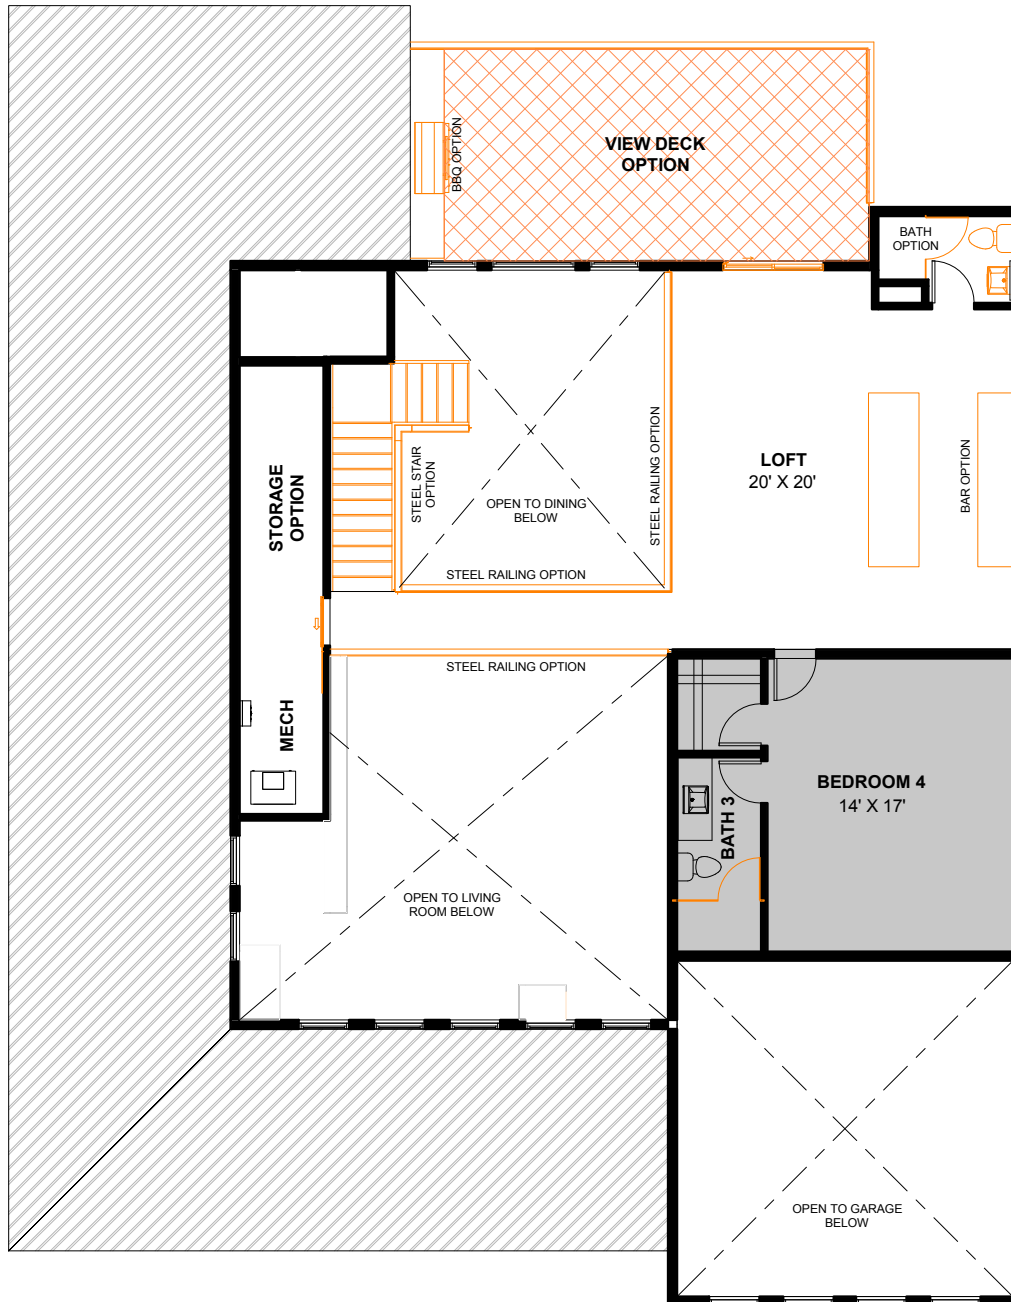 VIEW DECK
OPTION
BBQ OPTION
BATH
OPTION
STORAGE
OPTION
STEEL STAIR
OPTION
OPEN TO DINING
BELOW
STEEL RAILING OPTION
STEEL RAILING OPTION
LOFT
20' X 20'
BAR OPTION
STEEL RAILING OPTION
MECH
BEDROOM 4
14' X 17'
BATH 3
OPEN TO LIVING
ROOM BELOW
OPEN TO GARAGE
BELOW